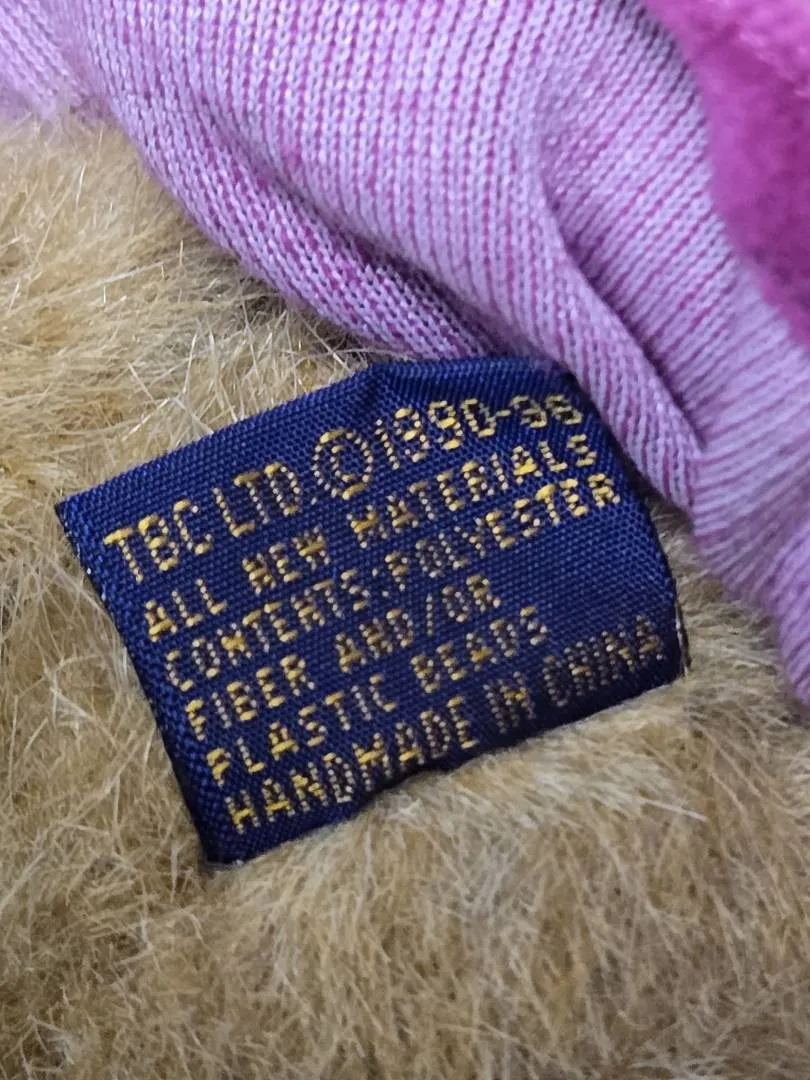 TBC LTD. ©1990-98
ALL NEW MATERIALS
CONTENTS:POLYESTER
FIBER AND/OR
PLASTIC BEADS
HANDMADE IN CHINA